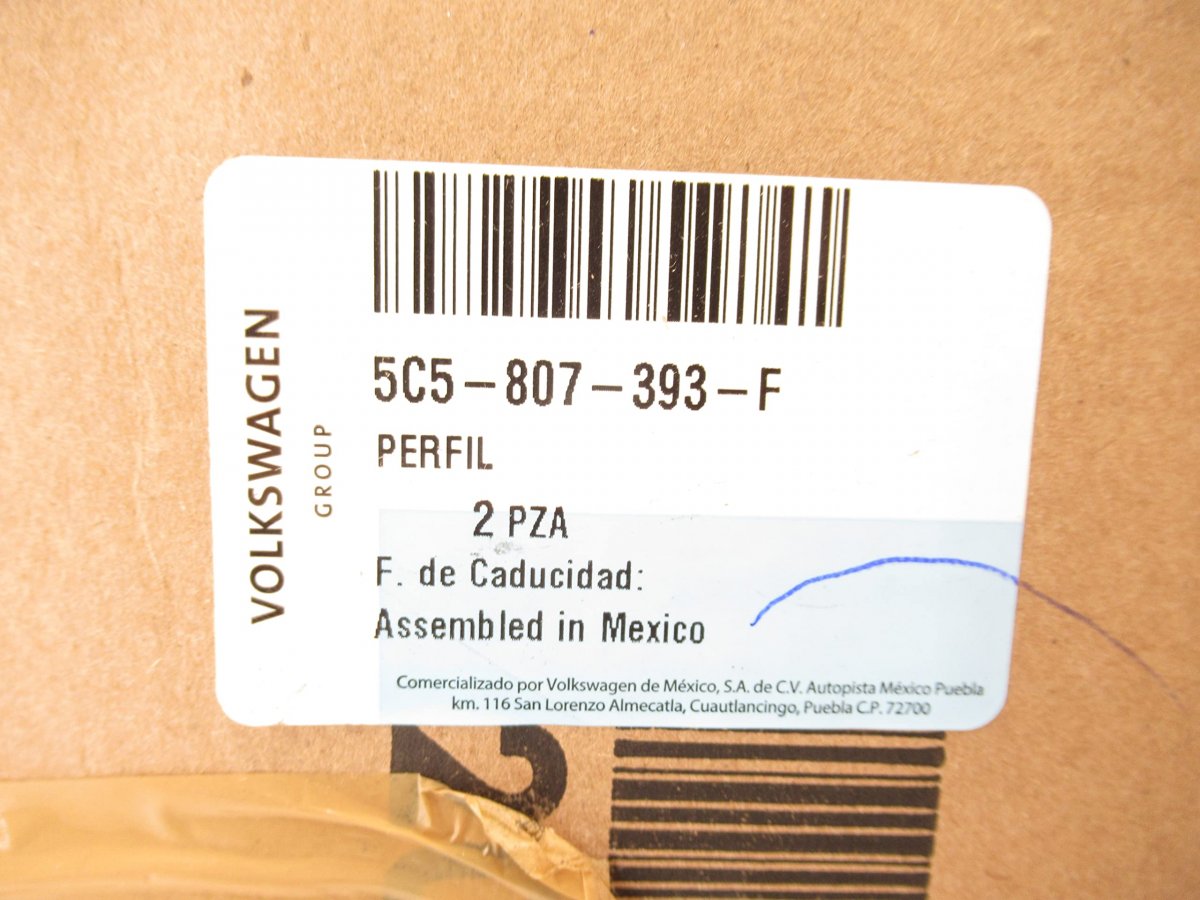 VOLKSWAGEN
GROUP
5C5-807-393-F
PERFIL
2 PZA
F. de Caducidad:
Assembled in Mexico
Comercializado por Volkswagen de México, S.A. de C.V. Autopista México Puebla
km. 116 San Lorenzo Almecatla, Cuautlancingo, Puebla C.P. 72700
2